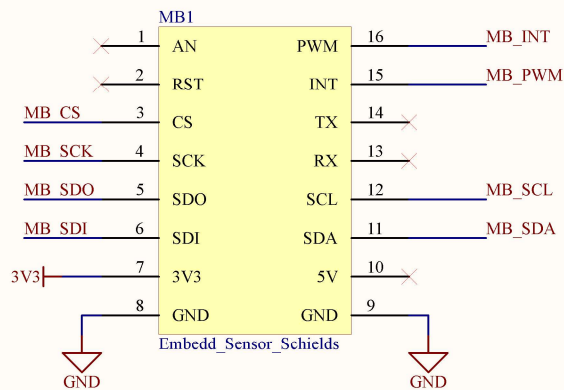 MB1
1 AN PWM 16 MB_INT
2 RST INT 15 MB_PWM
MB_CS 3 CS TX 14
MB_SCK 4 SCK RX 13
MB_SDO 5 SDO SCL 12 MB_SCL
MB_SDI 6 SDI SDA 11 MB_SDA
3V3 7 3V3 5V 10
8 GND GND 9
Embedd_Sensor_Schields
GND GND